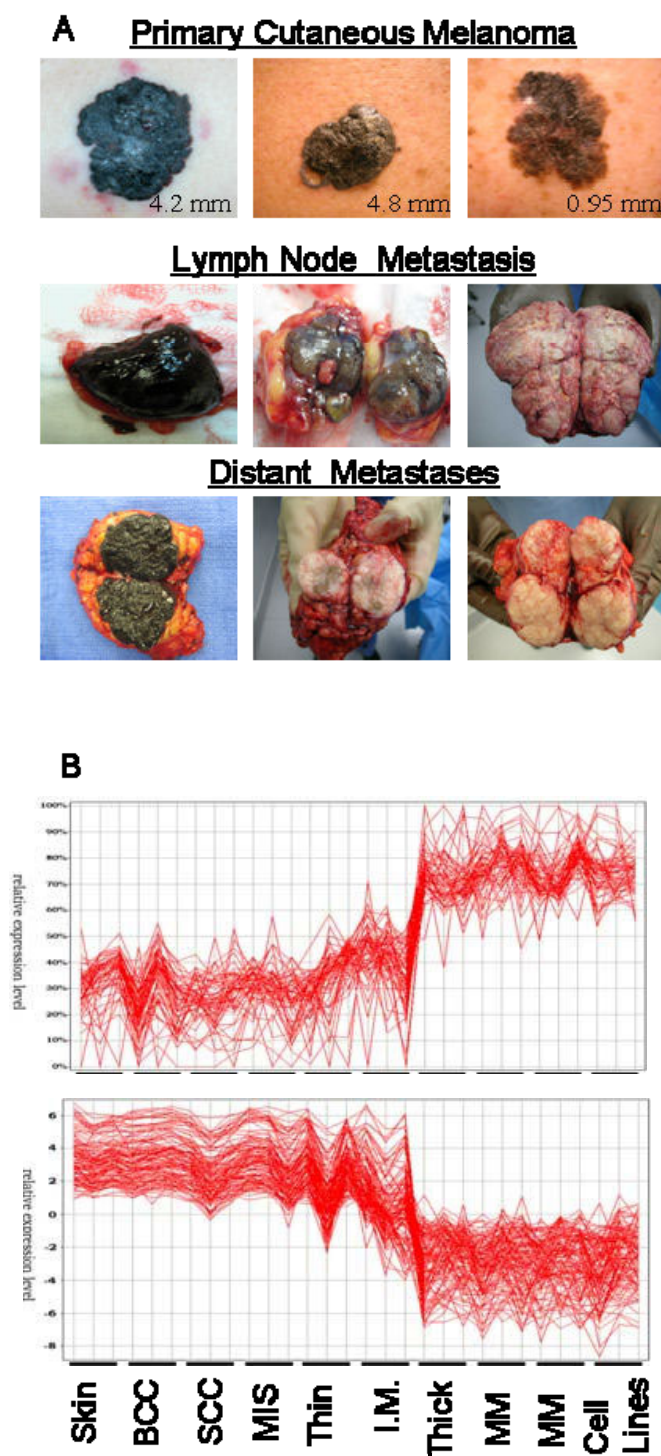 A
Primary Cutaneous Melanoma
4.2 mm
4.8 mm
0.95 mm
Lymph Node Metastasis
Distant Metastases
B
100%
90%
80%
70%
60%
50%
40%
30%
20%
10%
0%
relative expression level
6
4
2
0
-2
-4
-6
-8
relative expression level
Skin
BCC
SCC
MIS
Thin
I.M.
Thick
MM
MM
Cell
Lines